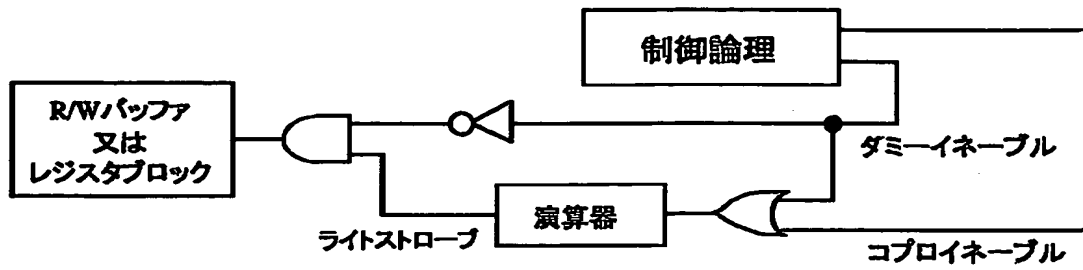 制御論理
R/Wバッファ
又は
レジスタブロック
ダミーイネーブル
演算器
ライトストローブ
コプロイネーブル